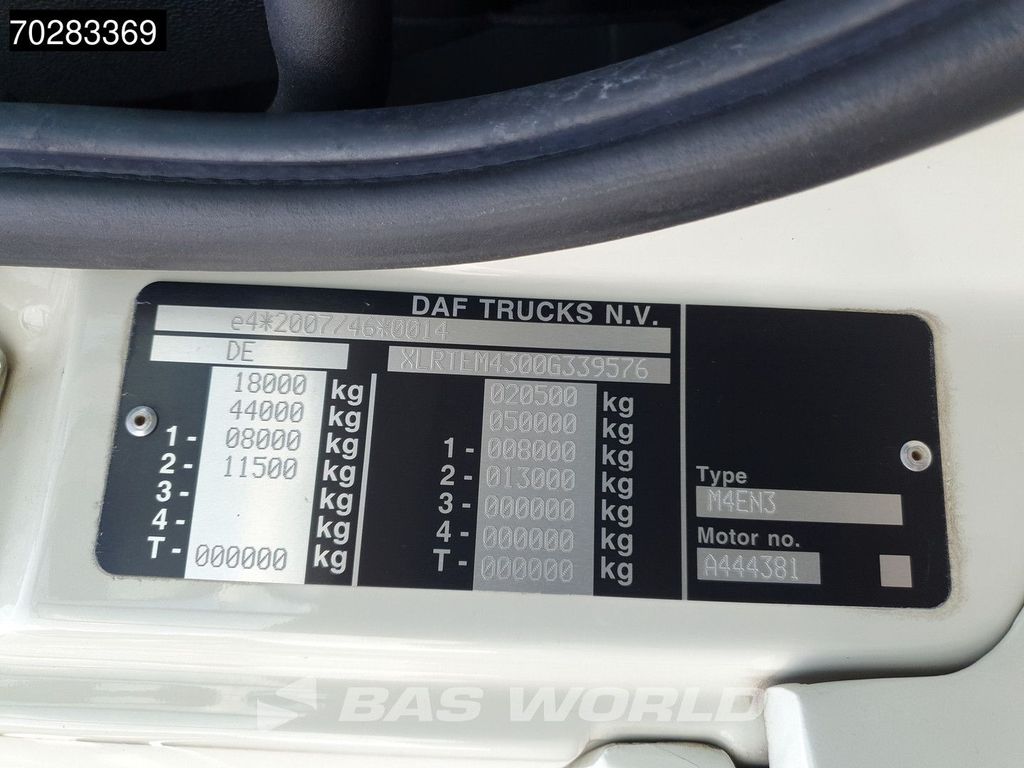 70283369
DAF TRUCKS N.V.
e4*2007/46*0014
DE XLRTEM4300G339576
18000 kg 020500 kg
44000 kg 050000 kg
1- 08000 kg 1- 008000 kg
2- 11500 kg 2- 013000 kg
3- kg 3- 000000 kg
4- kg 4- 000000 kg
T- 000000 kg T- 000000 kg
Type
M4EN3
Motor no.
A444381
BAS WORLD